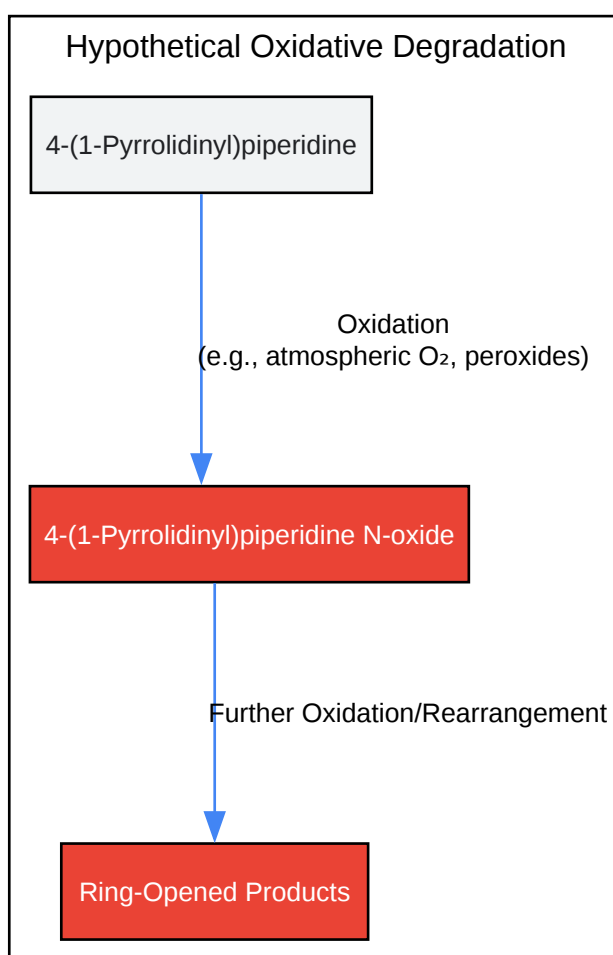 Hypothetical Oxidative Degradation
4-(1-Pyrrolidinyl)piperidine
Oxidation
(e.g., atmospheric O₂, peroxides)
4-(1-Pyrrolidinyl)piperidine N-oxide
Further Oxidation/Rearrangement
Ring-Opened Products